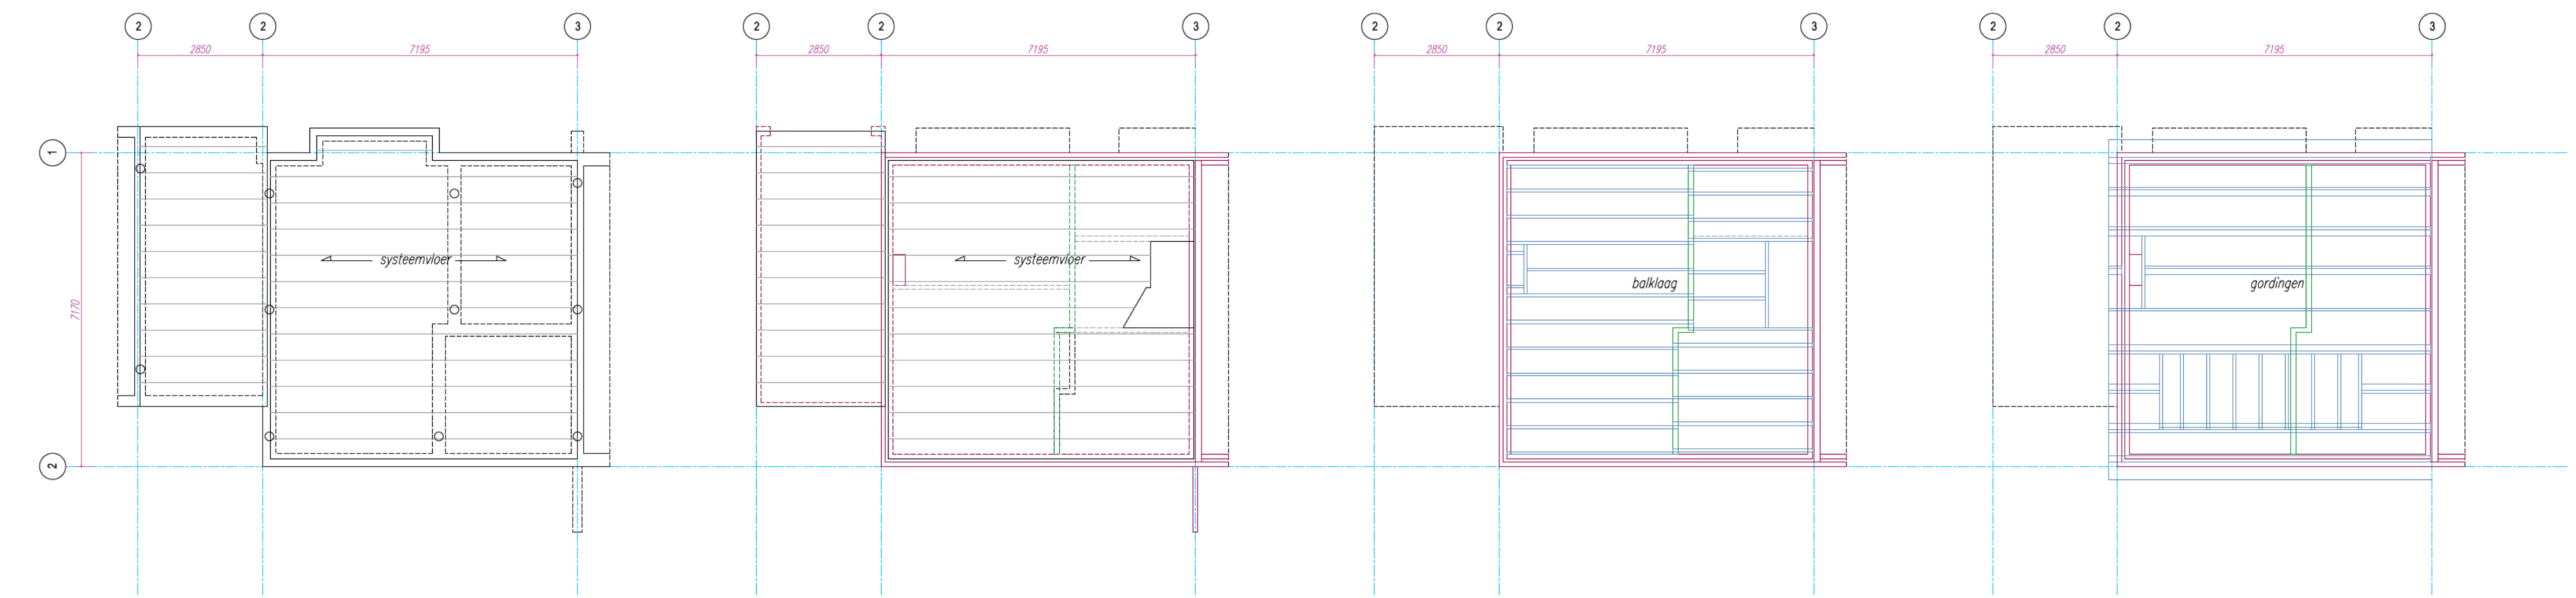 2 2 3 2 2 3 2 2 3 2 2 3
2850 7195 2850 7195 2850 7195 2850 7195
1
systeemvloer systeemvloer
balklaag gordingen
7170
2